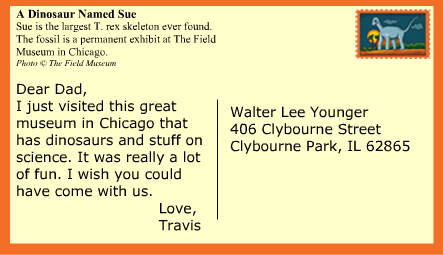 A Dinosaur Named Sue
Sue is the largest T. rex skeleton ever found.
The fossil is a permanent exhibit at The Field
Museum in Chicago.
Photo © The Field Museum
Dear Dad,
I just visited this great
museum in Chicago that
has dinosaurs and stuff on
science. It was really a lot
of fun. I wish you could
have come with us.
Love,
Travis
Walter Lee Younger
406 Clybourne Street
Clybourne Park, IL 62865